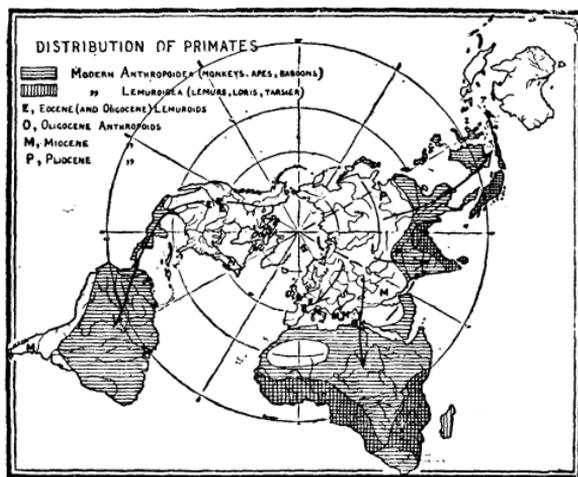 DISTRIBUTION OF PRIMATES
MODERN ANTHROPOIDEA (MONKEYS, APES, BABOONS)
„ LEMUROIDEA (LEMURS, LORIS, TARSIER)
E, EOCENE (AND OLIGOCENE) LEMUROIDS
O, OLIGOCENE ANTHROPOIDS
M, MIOCENE „
P, PLIOCENE „
E
M
M
M
M
M